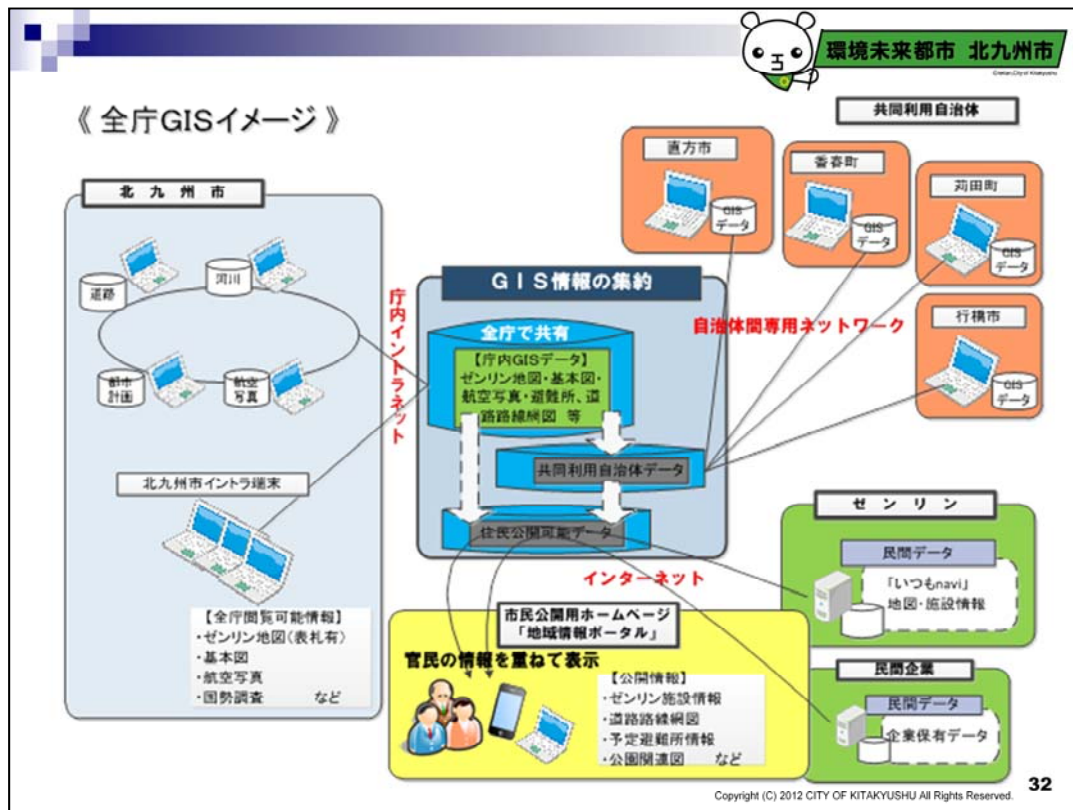 環境未来都市 北九州市
《 全庁GISイメージ 》
共同利用自治体
直方市
GIS
データ
香春町
GIS
データ
苅田町
GIS
データ
行橋市
GIS
データ
北 九 州 市
道路
河川
都市
計画
航空
写真
北九州市イントラ端末
【全庁閲覧可能情報】
・ゼンリン地図(表札有)
・基本図
・航空写真
・国勢調査 など
庁内イントラネット
GIS情報の集約
全庁で共有
【庁内GISデータ】
ゼンリン地図・基本図・
航空写真・避難所、道
路路線網図 等
共同利用自治体データ
住民公開可能データ
自治体間専用ネットワーク
インターネット
市民公開用ホームページ
「地域情報ポータル」
官民の情報を重ねて表示
【公開情報】
・ゼンリン施設情報
・道路路線網図
・予定避難所情報
・公園関連図 など
ゼ ン リ ン
民間データ
「いつもnavi」
地図・施設情報
民間企業
民間データ
企業保有データ
Copyright (C) 2012 CITY OF KITAKYUSHU All Rights Reserved.
32